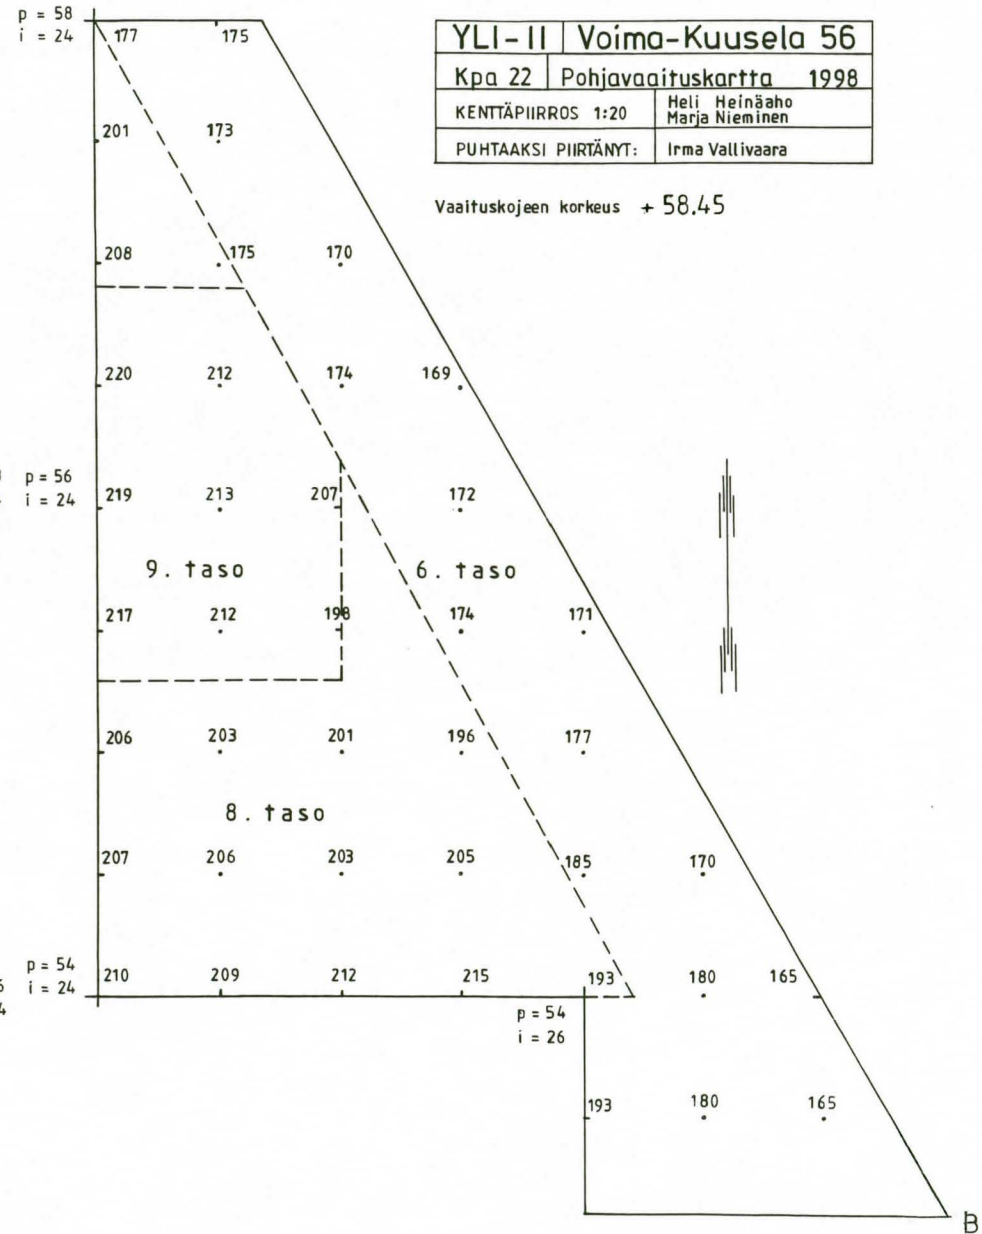 p = 58
i = 24
177 175
YLI-II Voima-Kuusela 56
Kpa 22 Pohjavaaituskartta 1998
KENTTÄPIIRROS 1:20 Heli Heinäaho
Marja Nieminen
PUHTAAKSI PIIRTÄNYT: Irma Vallivaara
201 173
Vaaituskojeen korkeus + 58.45
208 175 170
220 212 174 169
p = 56
i = 24
219 213 207 172
9. taso 6. taso
217 212 198 174 171
206 203 201 196 177
8. taso
207 206 203 205 185 170
p = 54
i = 24
210 209 212 215 193 180 165
p = 54
i = 26
193 180 165
B